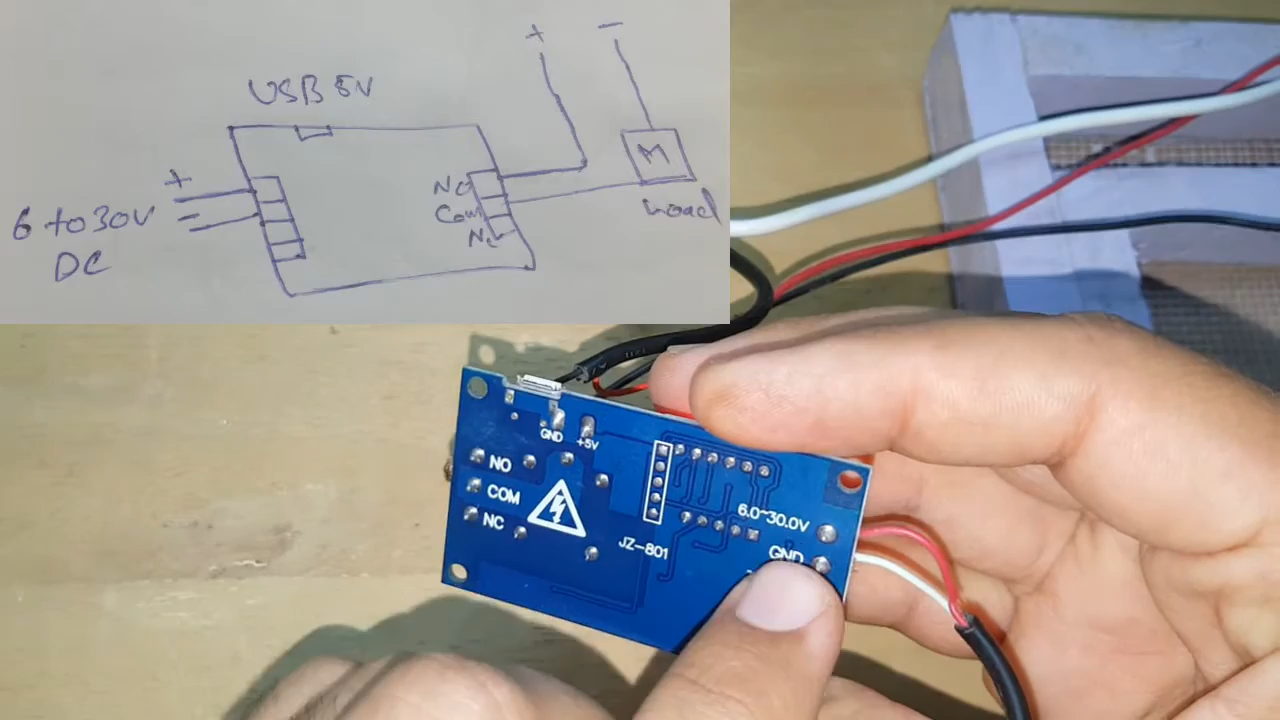 +
–
USB 5V
+
6 to 30V
–
DC
NO
Com
NC
M
Load
GND +5V
NO
COM
NC
JZ-801
6.0~30.0V
GND